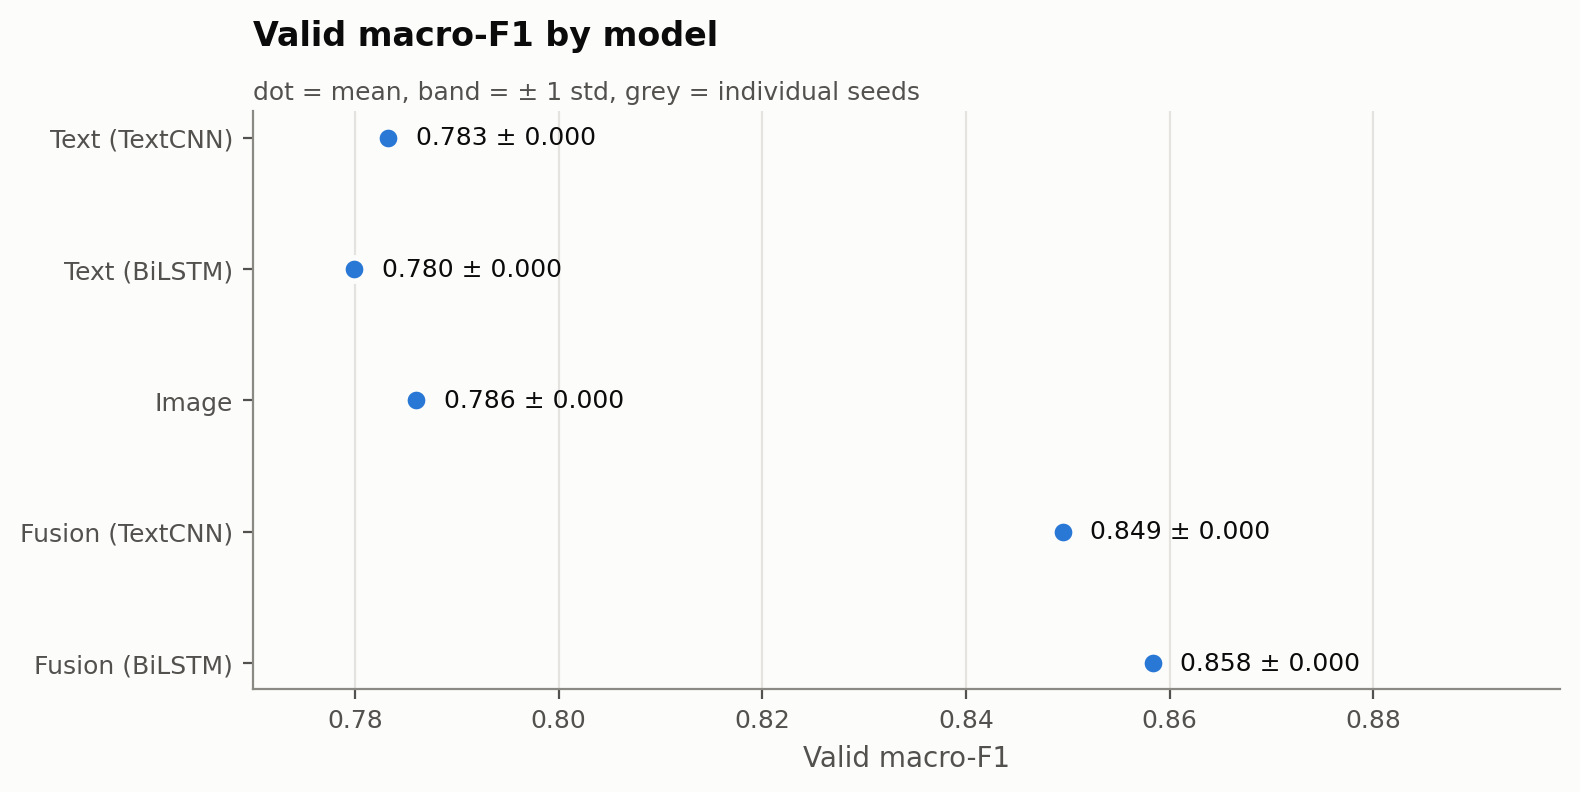 Valid macro-F1 by model
dot = mean, band = ± 1 std, grey = individual seeds
Text (TextCNN) 0.783 ± 0.000
Text (BiLSTM) 0.780 ± 0.000
Image 0.786 ± 0.000
Fusion (TextCNN) 0.849 ± 0.000
Fusion (BiLSTM) 0.858 ± 0.000
0.78 0.80 0.82 0.84 0.86 0.88
Valid macro-F1